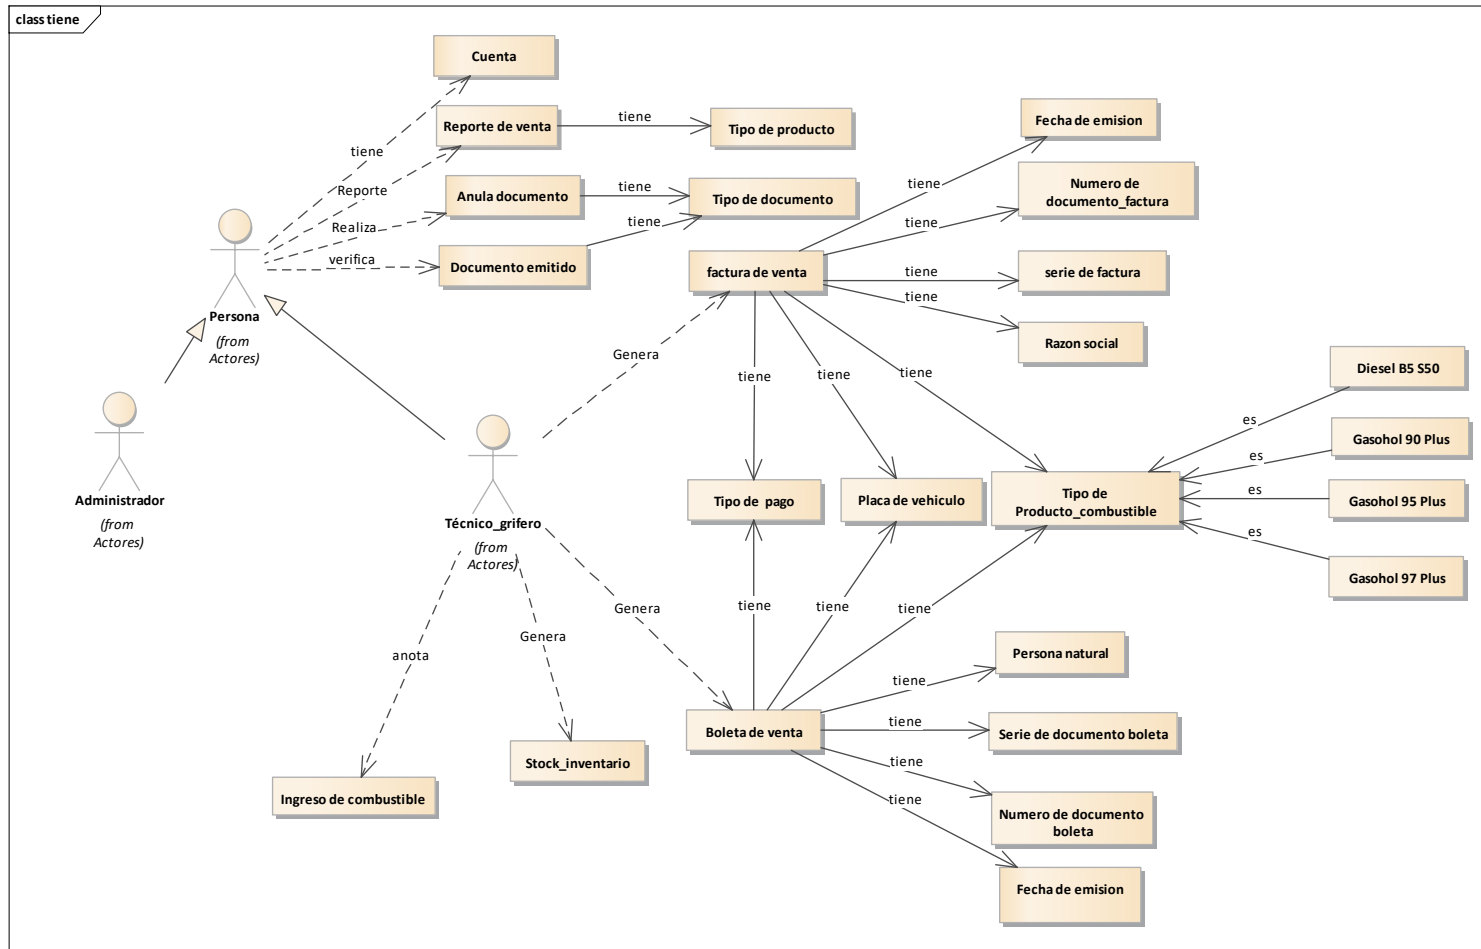 class tiene
Cuenta
Reporte de venta
tiene
Tipo de producto
Fecha de emision
tiene
Reporte
Anula documento
tiene
Tipo de documento
tiene
Numero de
documento_factura
Realiza
tiene
tiene
verifica
Documento emitido
factura de venta
tiene
serie de factura
tiene
Persona
(from
Actores)
Razon social
Genera
tiene
tiene
tiene
Diesel B5 S50
es
Gasohol 90 Plus
Administrador
(from
Actores)
Técnico_grifero
(from
Actores)
Tipo de pago
Placa de vehiculo
Tipo de
Producto_combustible
es
es
Gasohol 95 Plus
es
Gasohol 97 Plus
Genera
tiene
tiene
tiene
Genera
anota
Persona natural
tiene
Boleta de venta
tiene
Serie de documento boleta
Stock_inventario
tiene
Ingreso de combustible
tiene
Numero de documento
boleta
Fecha de emision